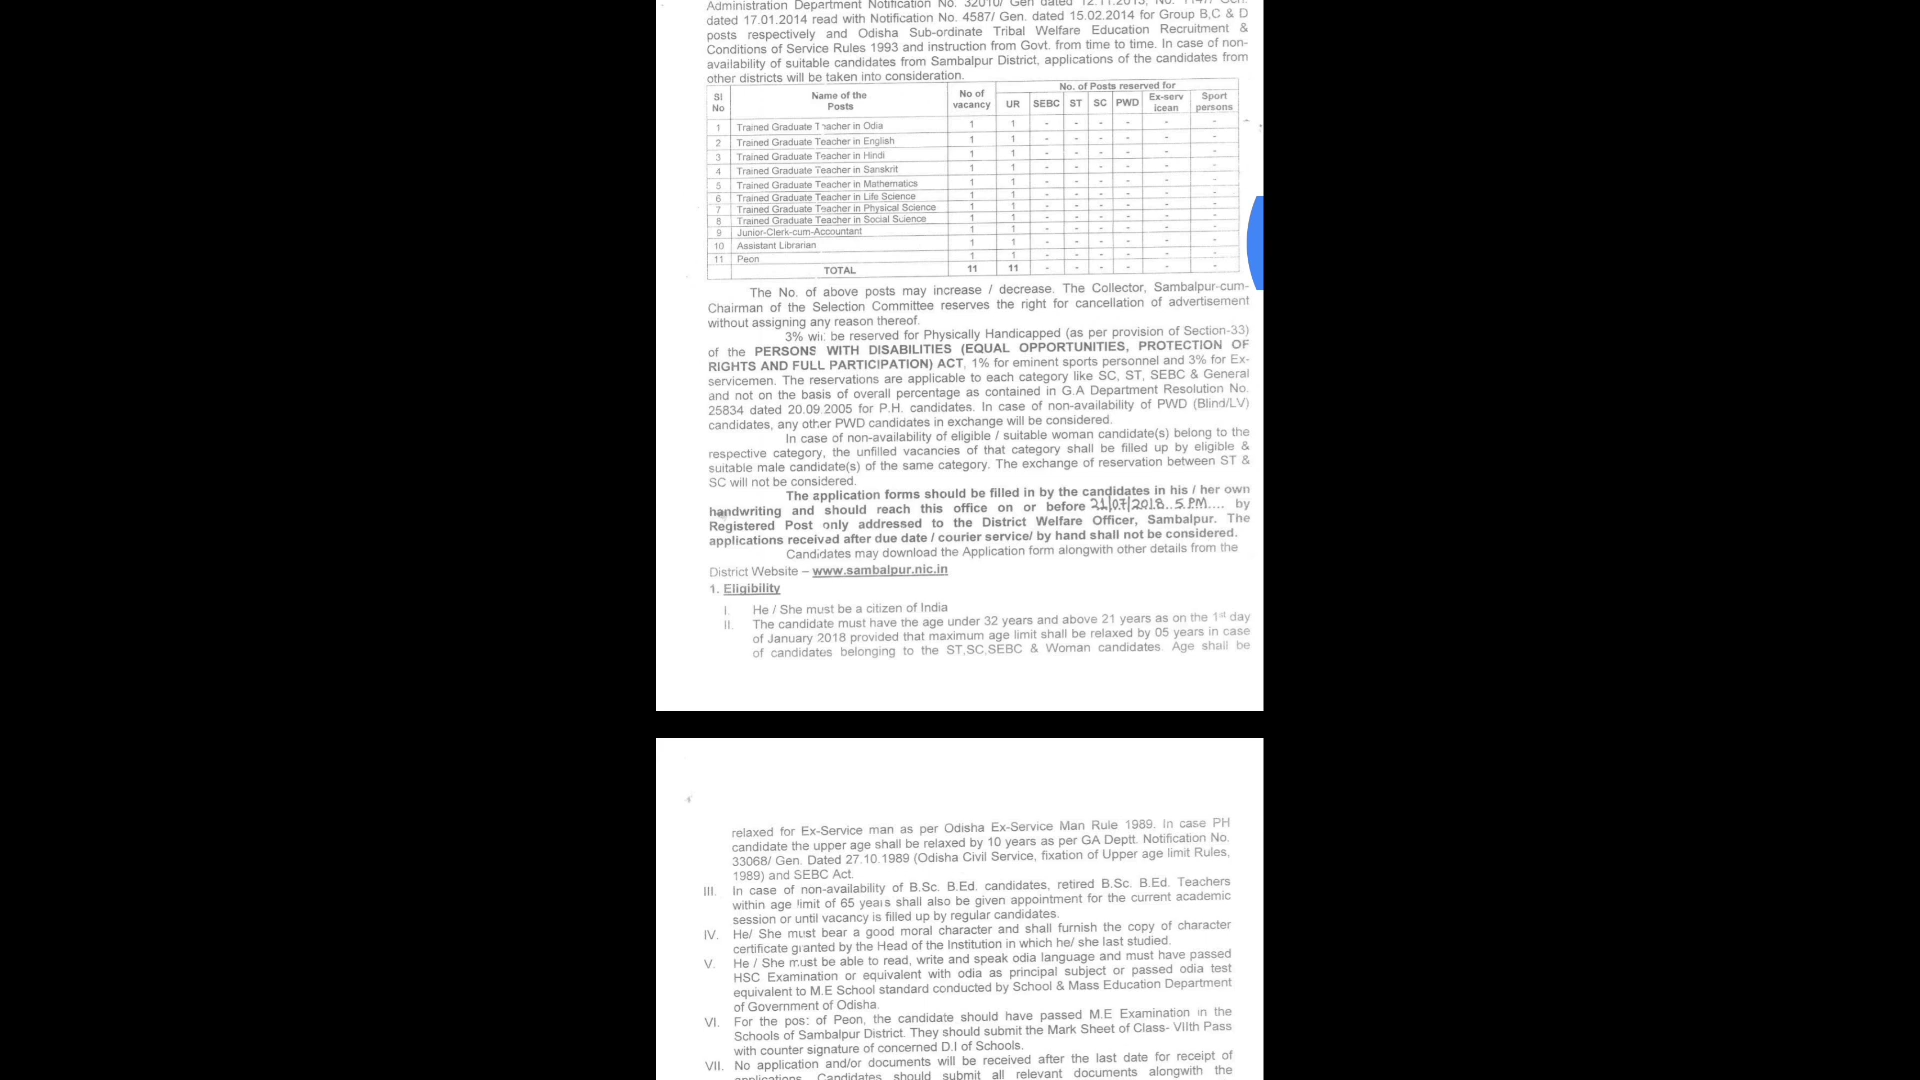 Administration Department Notification No. 32010/ Gen dated 12.11.2013, No.
dated 17.01.2014 read with Notification No. 4587/ Gen. dated 15.02.2014 for Group B,C & D
posts respectively and Odisha Sub-ordinate Tribal Welfare Education Recruitment &
Conditions of Service Rules 1993 and instruction from Govt. from time to time. In case of non-
availability of suitable candidates from Sambalpur District, applications of the candidates from
other districts will be taken into consideration.
Sl No Name of the Posts No of vacancy No. of Posts reserved for
UR SEBC ST SC PWD Ex-serv icean Sport persons
1 Trained Graduate Teacher in Odia 1 1 - - - - - -
2 Trained Graduate Teacher in English 1 1 - - - - - -
3 Trained Graduate Teacher in Hindi 1 1 - - - - - -
4 Trained Graduate Teacher in Sanskrit 1 1 - - - - - -
5 Trained Graduate Teacher in Mathematics 1 1 - - - - - -
6 Trained Graduate Teacher in Life Science 1 1 - - - - - -
7 Trained Graduate Teacher in Physical Science 1 1 - - - - - -
8 Trained Graduate Teacher in Social Science 1 1 - - - - - -
9 Junior-Clerk-cum-Accountant 1 1 - - - - - -
10 Assistant Librarian 1 1 - - - - - -
11 Peon 1 1 - - - - - -
TOTAL 11 11 - - - - - -
The No. of above posts may increase / decrease. The Collector, Sambalpur-cum-
Chairman of the Selection Committee reserves the right for cancellation of advertisement
without assigning any reason thereof.
3% will be reserved for Physically Handicapped (as per provision of Section-33)
of the PERSONS WITH DISABILITIES (EQUAL OPPORTUNITIES, PROTECTION OF
RIGHTS AND FULL PARTICIPATION) ACT, 1% for eminent sports personnel and 3% for Ex-
servicemen. The reservations are applicable to each category like SC, ST, SEBC & General
and not on the basis of overall percentage as contained in G.A Department Resolution No.
25834 dated 20.09.2005 for P.H. candidates. In case of non-availability of PWD (Blind/LV)
candidates, any other PWD candidates in exchange will be considered.
In case of non-availability of eligible / suitable woman candidate(s) belong to the
respective category, the unfilled vacancies of that category shall be filled up by eligible &
suitable male candidate(s) of the same category. The exchange of reservation between ST &
SC will not be considered.
The application forms should be filled in by the candidates in his / her own
handwriting and should reach this office on or before 21/07/2018 5 PM.... by
Registered Post only addressed to the District Welfare Officer, Sambalpur. The
applications received after due date / courier service/ by hand shall not be considered.
Candidates may download the Application form alongwith other details from the
District Website – www.sambalpur.nic.in
1. Eligibility
I. He / She must be a citizen of India
II. The candidate must have the age under 32 years and above 21 years as on the 1st day
of January 2018 provided that maximum age limit shall be relaxed by 05 years in case
of candidates belonging to the ST,SC,SEBC & Woman candidates. Age shall be
relaxed for Ex-Service man as per Odisha Ex-Service Man Rule 1989. In case PH
candidate the upper age shall be relaxed by 10 years as per GA Deptt. Notification No.
33068/ Gen. Dated 27.10.1989 (Odisha Civil Service, fixation of Upper age limit Rules,
1989) and SEBC Act.
III. In case of non-availability of B.Sc. B.Ed. candidates, retired B.Sc. B.Ed. Teachers
within age limit of 65 years shall also be given appointment for the current academic
session or until vacancy is filled up by regular candidates.
IV. He/ She must bear a good moral character and shall furnish the copy of character
certificate granted by the Head of the Institution in which he/ she last studied.
V. He / She must be able to read, write and speak odia language and must have passed
HSC Examination or equivalent with odia as principal subject or passed odia test
equivalent to M.E School standard conducted by School & Mass Education Department
of Government of Odisha.
VI. For the post of Peon, the candidate should have passed M.E Examination in the
Schools of Sambalpur District. They should submit the Mark Sheet of Class- VIIth Pass
with counter signature of concerned D.I of Schools.
VII. No application and/or documents will be received after the last date for receipt of
applications. Candidates should submit all relevant documents alongwith the